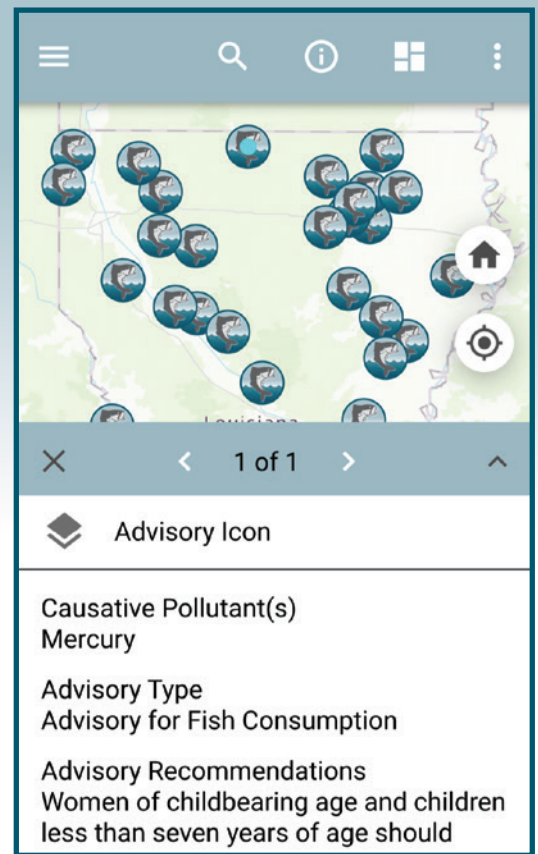 Louisiana
1 of 1
Advisory Icon
Causative Pollutant(s)
Mercury
Advisory Type
Advisory for Fish Consumption
Advisory Recommendations
Women of childbearing age and children
less than seven years of age should